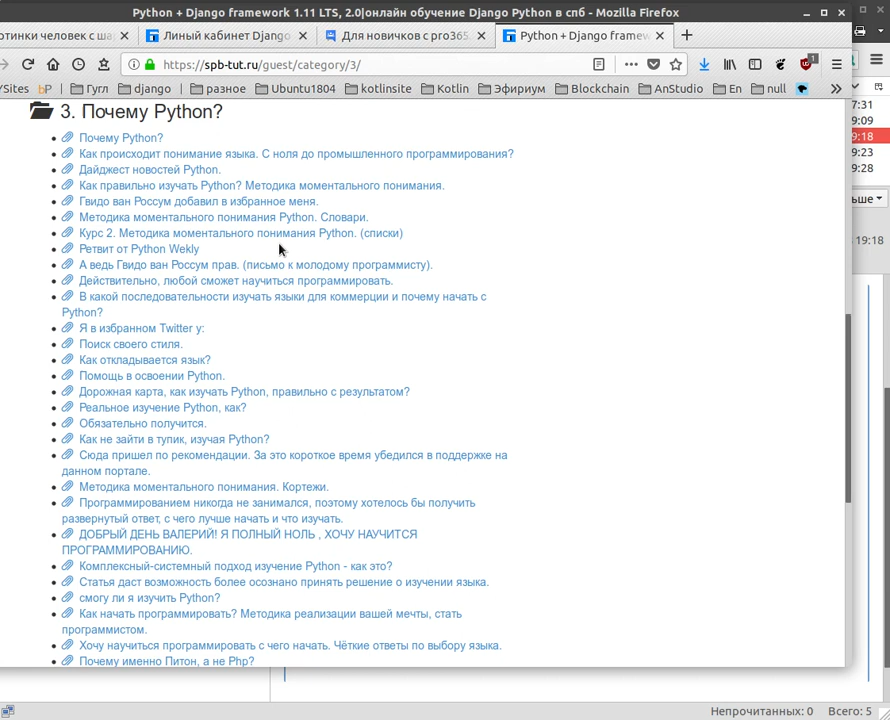 Python + Django framework 1.11 LTS, 2.0|онлайн обучение Django Python в спб - Mozilla Firefox
отинки человек с ша
Линый кабинет Django
Для новичков с pro365.
Python + Django framew
https://spb-tut.ru/guest/category/3/
1
Sites
bP
Гугл
django
разное
Ubuntu1804
kotlinsite
Kotlin
Эфириум
Blockchain
AnStudio
En
null
3. Почему Python?
Почему Python?
Как происходит понимание языка. С ноля до промышленного программирования?
Дайджест новостей Python.
Как правильно изучать Python? Методика моментального понимания.
Гвидо ван Россум добавил в избранное меня.
Методика моментального понимания Python. Словари.
Курс 2. Методика моментального понимания Python. (списки)
Ретвит от Python Wekly
А ведь Гвидо ван Россум прав. (письмо к молодому программисту).
Действительно, любой сможет научиться программировать.
В какой последовательности изучать языки для коммерции и почему начать с
Python?
Я в избранном Twitter у:
Поиск своего стиля.
Как откладывается язык?
Помощь в освоении Python.
Дорожная карта, как изучать Python, правильно с результатом?
Реальное изучение Python, как?
Обязательно получится.
Как не зайти в тупик, изучая Python?
Сюда пришел по рекомендации. За это короткое время убедился в поддержке на
данном портале.
Методика моментального понимания. Кортежи.
Программированием никогда не занимался, поэтому хотелось бы получить
развернутый ответ, с чего лучше начать и что изучать.
ДОБРЫЙ ДЕНЬ ВАЛЕРИЙ! Я ПОЛНЫЙ НОЛЬ , ХОЧУ НАУЧИТСЯ
ПРОГРАММИРОВАНИЮ.
Комплексный-системный подход изучение Python - как это?
Статья даст возможность более осознано принять решение о изучении языка.
смогу ли я изучить Python?
Как начать программировать? Методика реализации вашей мечты, стать
программистом.
Хочу научиться программировать с чего начать. Чёткие ответы по выбору языка.
Почему именно Питон, а не Php?
7:31
9:09
9:18
9:23
9:28
ьше
19:18
Непрочитанных: 0
Всего: 5